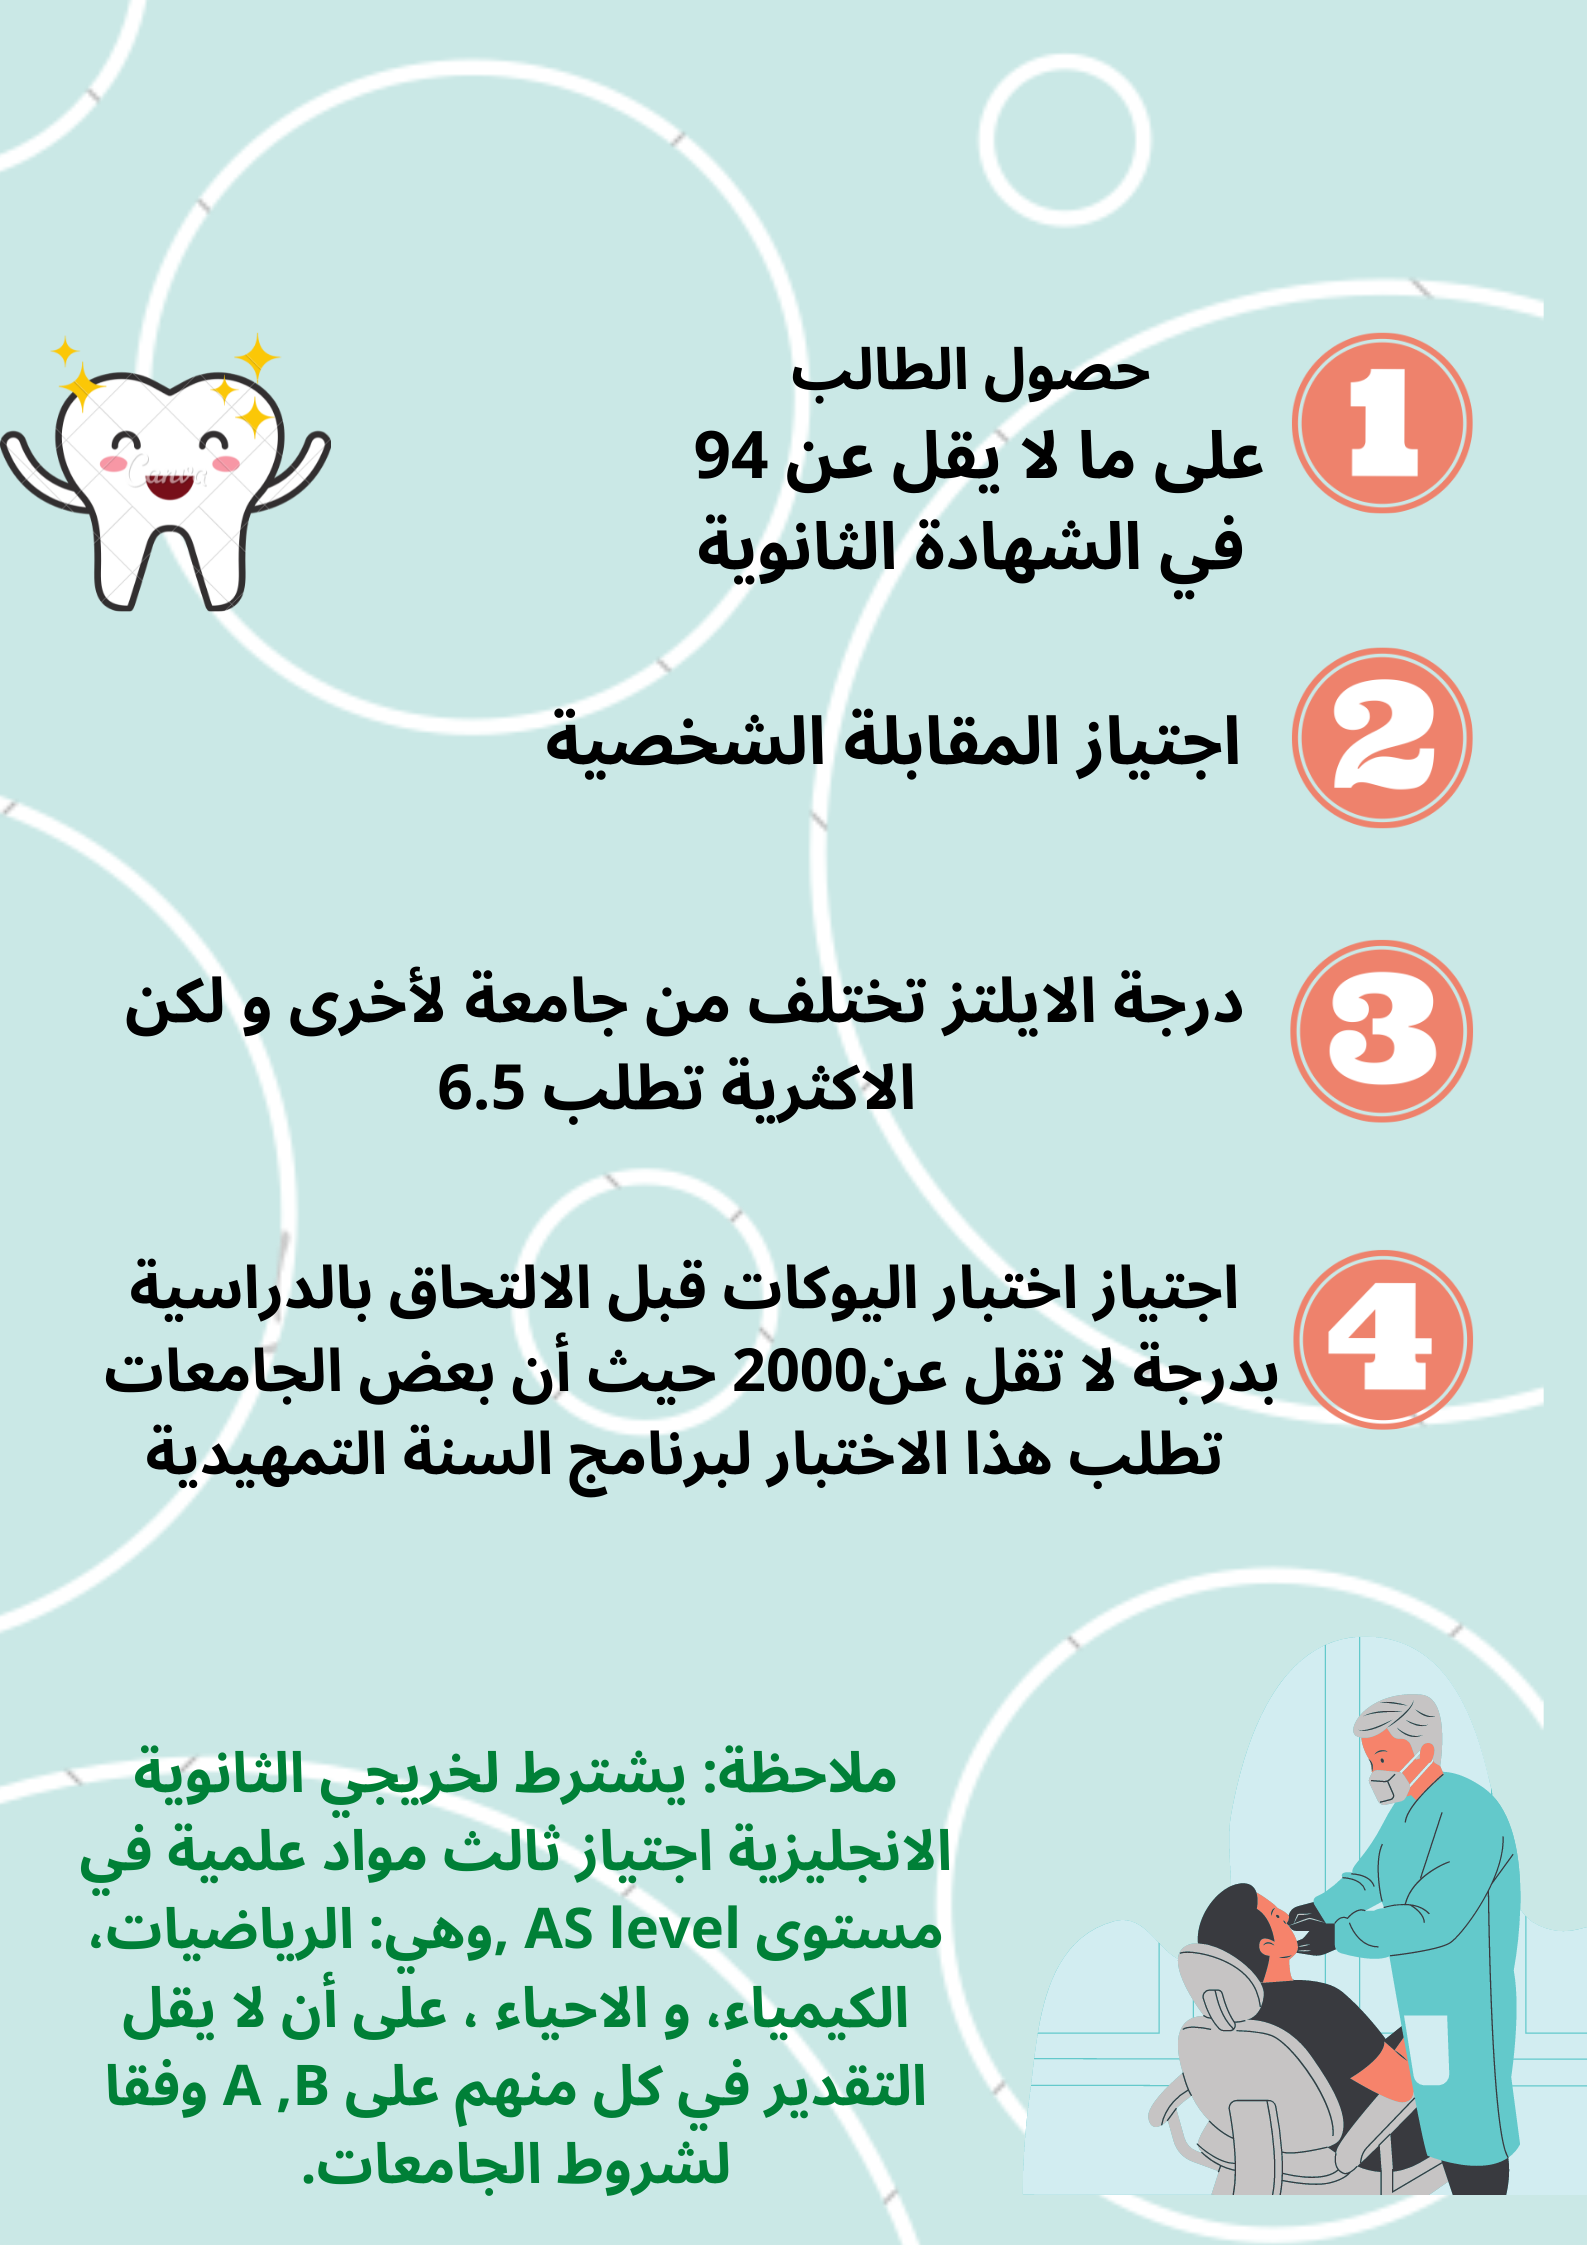 1
حصول الطالب
على ما لا يقل عن 94
في الشهادة الثانوية
2
اجتياز المقابلة الشخصية
3
درجة الايلتز تختلف من جامعة لأخرى و لكن
الاكثرية تطلب 6.5
4
اجتياز اختبار اليوكات قبل الالتحاق بالدراسية
بدرجة لا تقل عن2000 حيث أن بعض الجامعات
تطلب هذا الاختبار لبرنامج السنة التمهيدية
ملاحظة: يشترط لخريجي الثانوية
الانجليزية اجتياز ثالث مواد علمية في
مستوى AS level ,وهي: الرياضيات،
الكيمياء، و الاحياء ، على أن لا يقل
التقدير في كل منهم على A ,B وفقا
لشروط الجامعات.
Canva